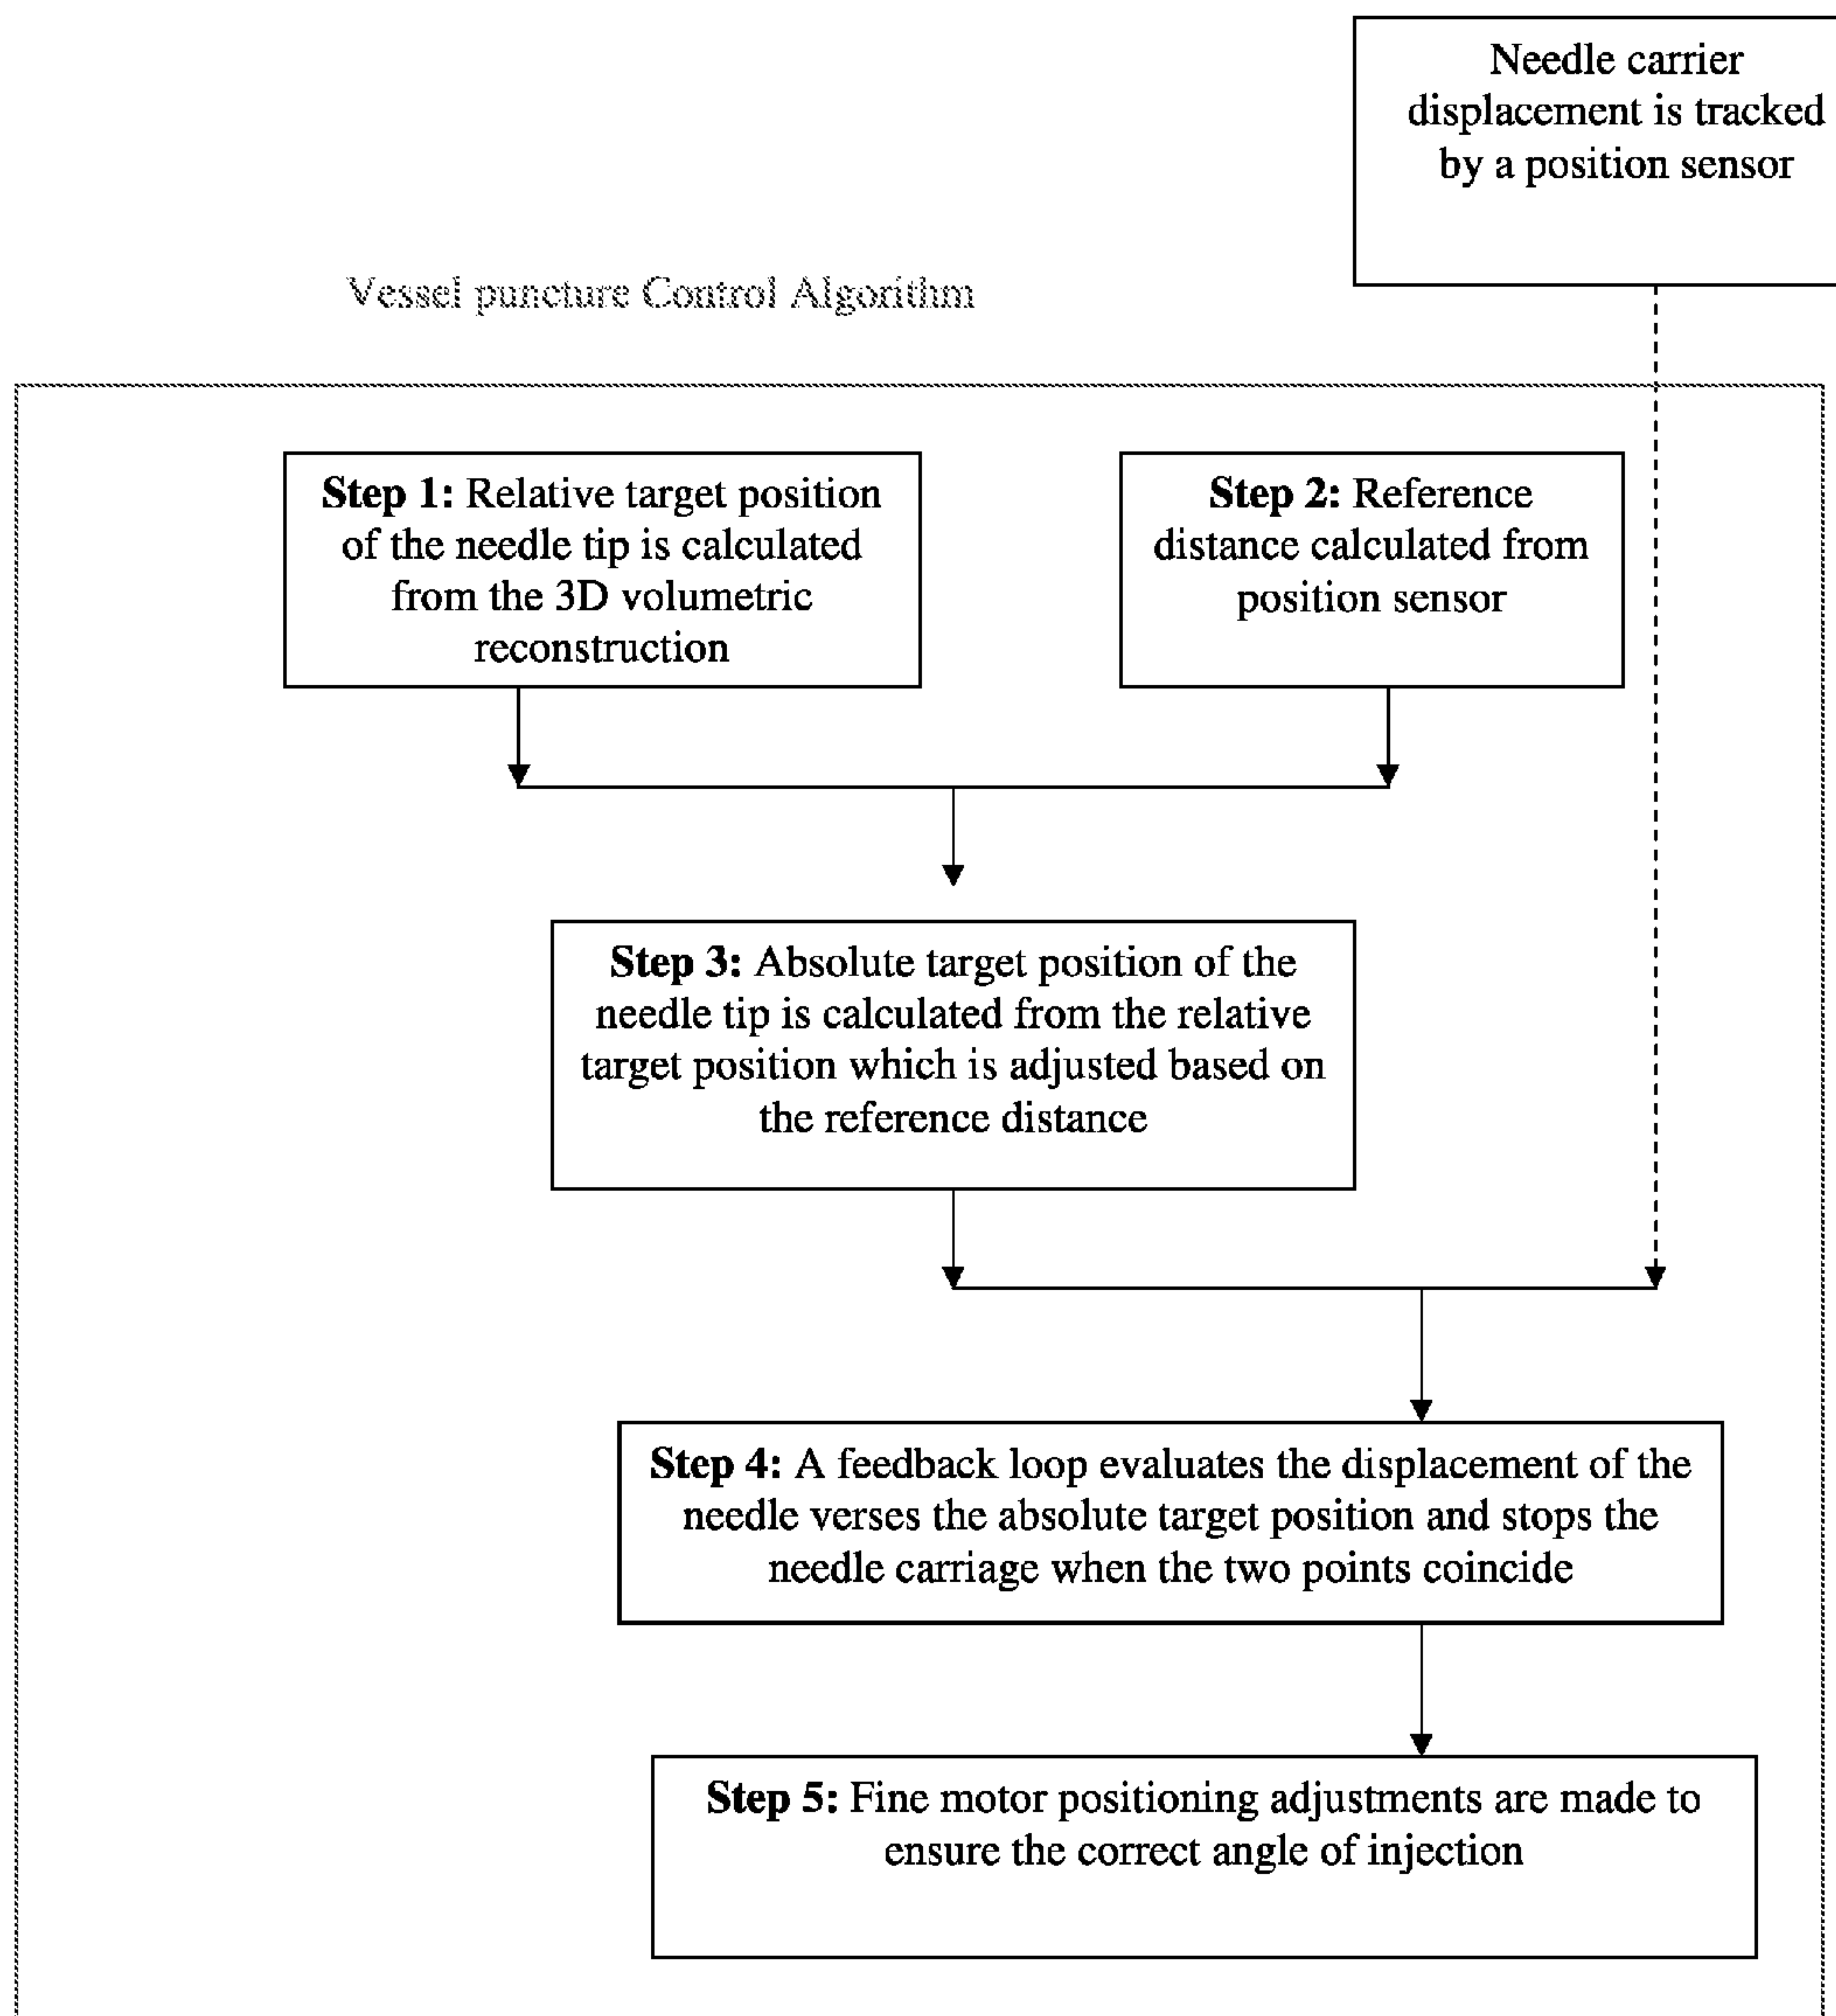 Needle carrier
displacement is tracked
by a position sensor
Vessel puncture Control Algorithm
Step 1: Relative target position
of the needle tip is calculated
from the 3D volumetric
reconstruction
Step 2: Reference
distance calculated from
position sensor
Step 3: Absolute target position of the
needle tip is calculated from the relative
target position which is adjusted based on
the reference distance
Step 4: A feedback loop evaluates the displacement of the
needle verses the absolute target position and stops the
needle carriage when the two points coincide
Step 5: Fine motor positioning adjustments are made to
ensure the correct angle of injection